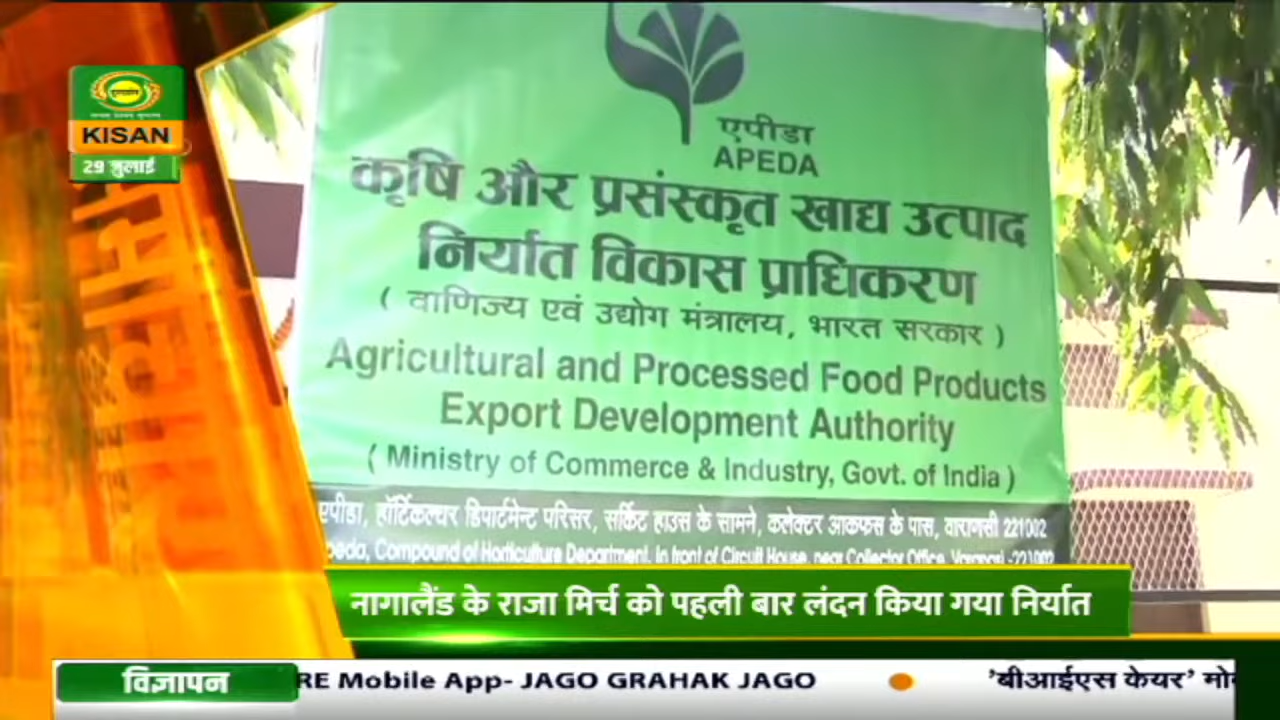 KISAN
29 जुलाई
एपीडा
APEDA
कृषि और प्रसंस्कृत खाद्य उत्पाद
निर्यात विकास प्राधिकरण
( वाणिज्य एवं उद्योग मंत्रालय, भारत सरकार )
Agricultural and Processed Food Products
Export Development Authority
( Ministry of Commerce & Industry, Govt. of India )
एपीडा, हॉर्टिकल्चर डिपार्टमेन्ट परिसर, सर्किट हाउस के सामने, कलेक्टर आफफस के पास, वाराणसी 221002
Compound of Horticulture Department, In front of Circuit House, near Collector Office, Varanasi -221002
नागालैंड के राजा मिर्च को पहली बार लंदन किया गया निर्यात
विज्ञापन
RE Mobile App- JAGO GRAHAK JAGO
'बीआईएस केयर'